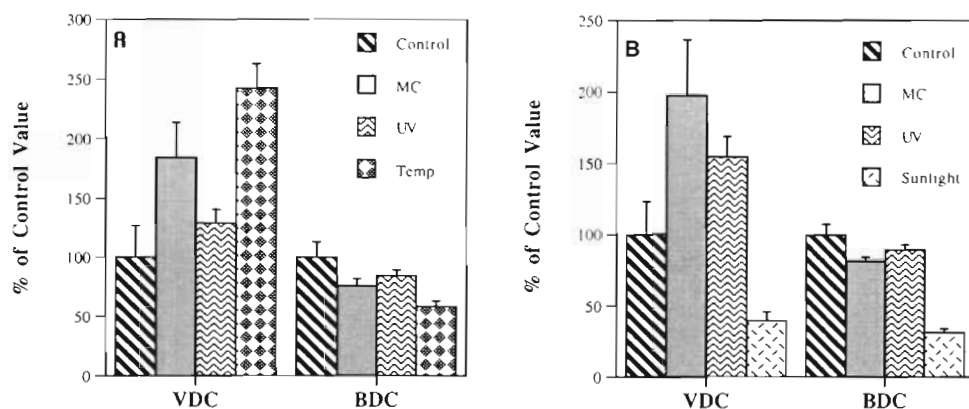 A
% of Control Value
300
250
200
150
100
50
0
Control
MC
UV
Temp
VDC
BDC
B
% of Control Value
250
200
150
100
50
0
Control
MC
UV
Sunlight
VDC
BDC